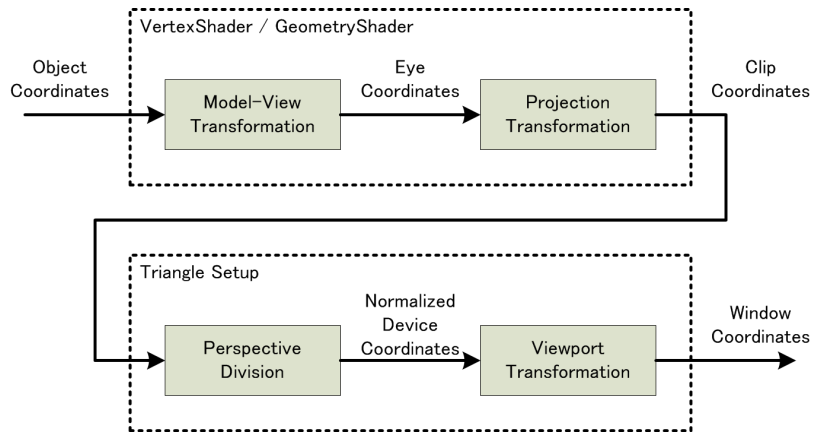 VertexShader / GeometryShader
Object
Coordinates
Model-View
Transformation
Eye
Coordinates
Projection
Transformation
Clip
Coordinates
Triangle Setup
Perspective
Division
Normalized
Device
Coordinates
Viewport
Transformation
Window
Coordinates